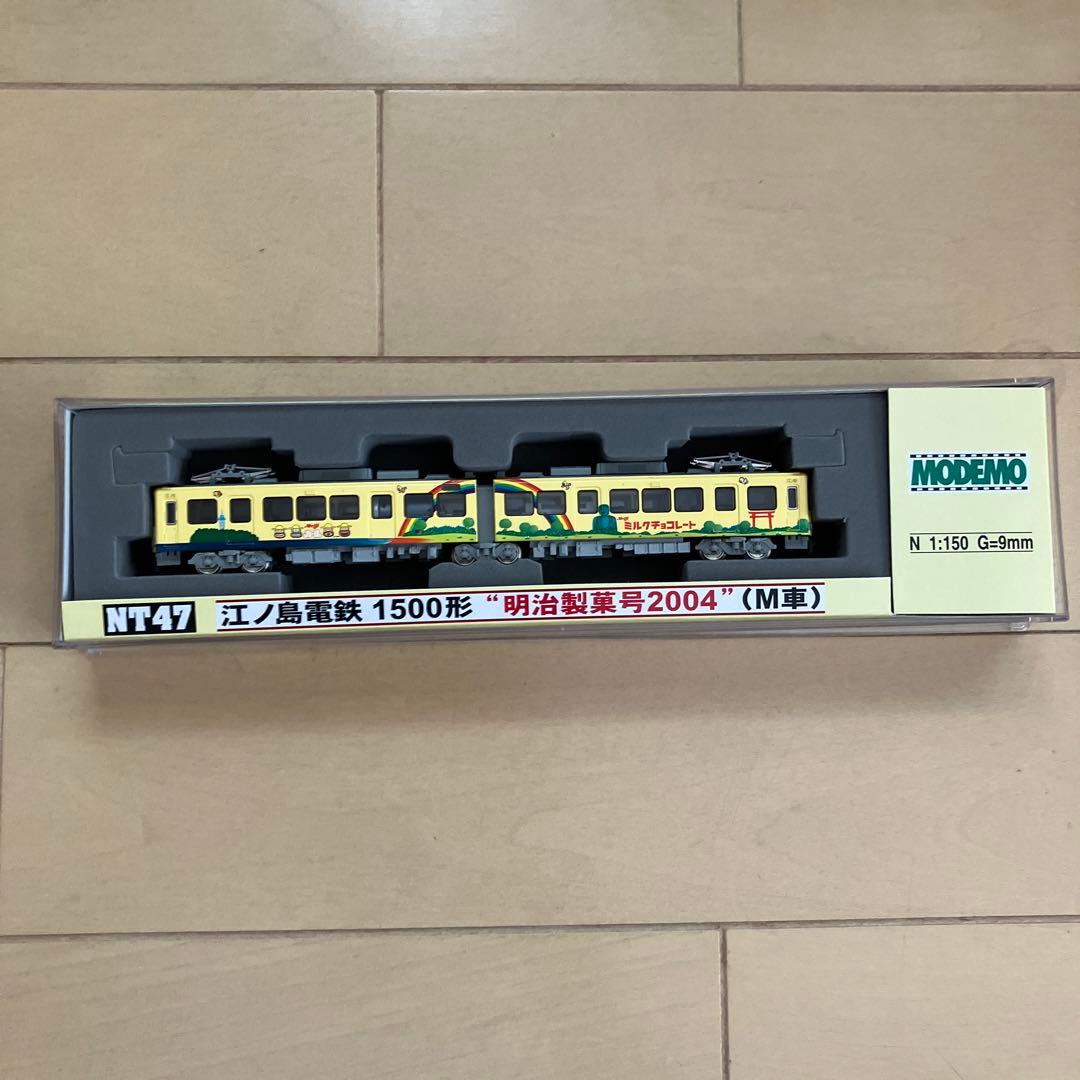 MODEMO
N 1:150 G=9mm
ミルクチョコレート
NT47 江ノ島電鉄 1500形 “明治製菓号2004”(M車)